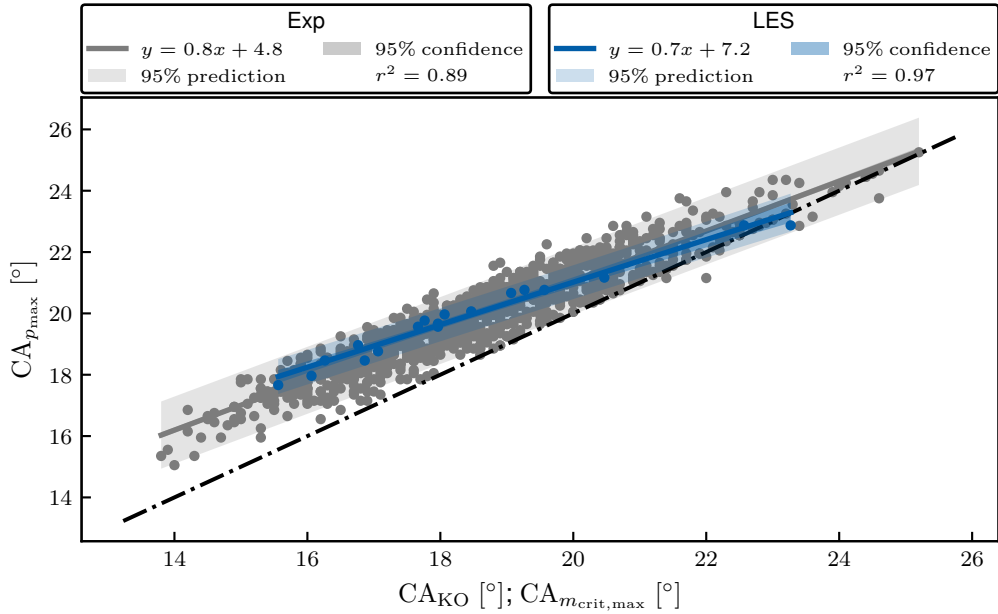 Exp
y = 0.8x + 4.8
95% confidence
95% prediction
r² = 0.89
LES
y = 0.7x + 7.2
95% confidence
95% prediction
r² = 0.97
CA_{p_max} [°]
26
24
22
20
18
16
14
14 16 18 20 22 24 26
CA_KO [°]; CA_{m_crit,max} [°]